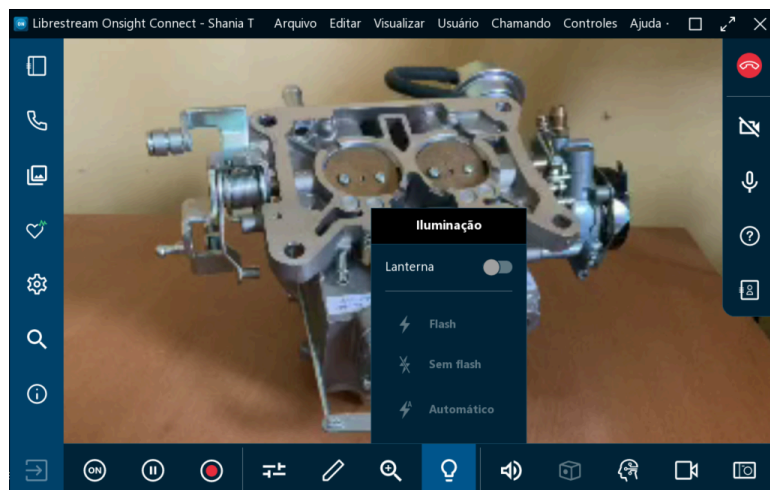 Librestream Onsight Connect - Shania T Arquivo Editar Visualizar Usuário Chamando Controles Ajuda
Iluminação
Lanterna
Flash
Sem flash
Automático
ON